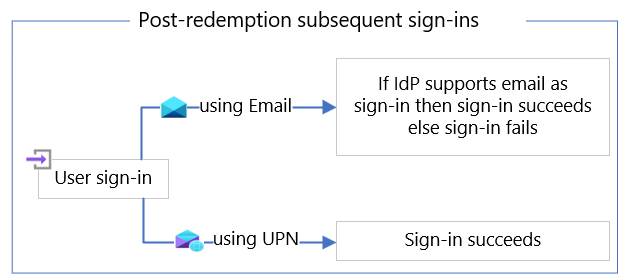 Post-redemption subsequent sign-ins
using Email
If IdP supports email as
sign-in then sign-in succeeds
else sign-in fails
User sign-in
using UPN
Sign-in succeeds